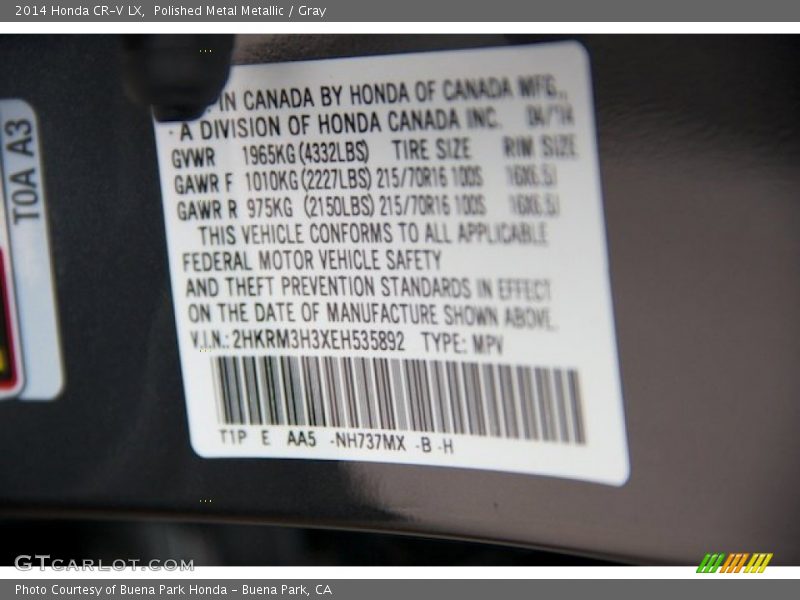 2014 Honda CR-V LX, Polished Metal Metallic / Gray
IN CANADA BY HONDA OF CANADA MFG.,
A DIVISION OF HONDA CANADA INC. 04/14
GVWR 1965KG (4332LBS) TIRE SIZE RIM SIZE
GAWR F 1010KG (2227LBS) 215/70R16 100S 16X6.5J
GAWR R 975KG (2150LBS) 215/70R16 100S 16X6.5J
THIS VEHICLE CONFORMS TO ALL APPLICABLE
FEDERAL MOTOR VEHICLE SAFETY
AND THEFT PREVENTION STANDARDS IN EFFECT
ON THE DATE OF MANUFACTURE SHOWN ABOVE.
V.I.N.: 2HKRM3H3XEH535892 TYPE: MPV
T1P E AA5 -NH737MX -B -H
T0A A3
GTCARLOT.COM
Photo Courtesy of Buena Park Honda - Buena Park, CA